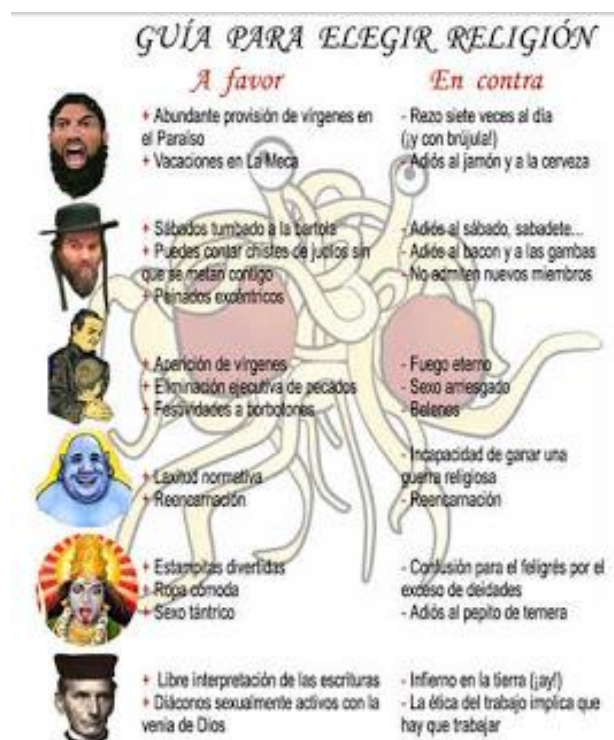 GUÍA PARA ELEGIR RELIGIÓN
A favor
En contra
+ Abundante provisión de vírgenes en
el Paraíso
+ Vacaciones en La Meca
- Rezo siete veces al día
(¡y con brújula!)
- Adiós al jamón y a la cerveza
+ Sábados tumbado a la bartola
+ Puedes contar chistes de judíos sin
que se metan contigo
+ Peinados excéntricos
- Adiós al sábado, sabadete...
- Adiós al bacon y a las gambas
- No admiten nuevos miembros
+ Aparición de vírgenes
+ Eliminación ejecutiva de pecados
+ Festividades a borbotones
- Fuego eterno
- Sexo arriesgado
- Belenes
+ Laxitud normativa
+ Reencarnación
- Incapacidad de ganar una
guerra religiosa
- Reencarnación
+ Estampitas divertidas
+ Ropa cómoda
+ Sexo tántrico
- Confusión para el feligrés por el
exceso de deidades
- Adiós al pepito de ternera
+ Libre interpretación de las escrituras
+ Diáconos sexualmente activos con la
venia de Dios
- Infierno en la tierra (¡ay!)
- La ética del trabajo implica que
hay que trabajar